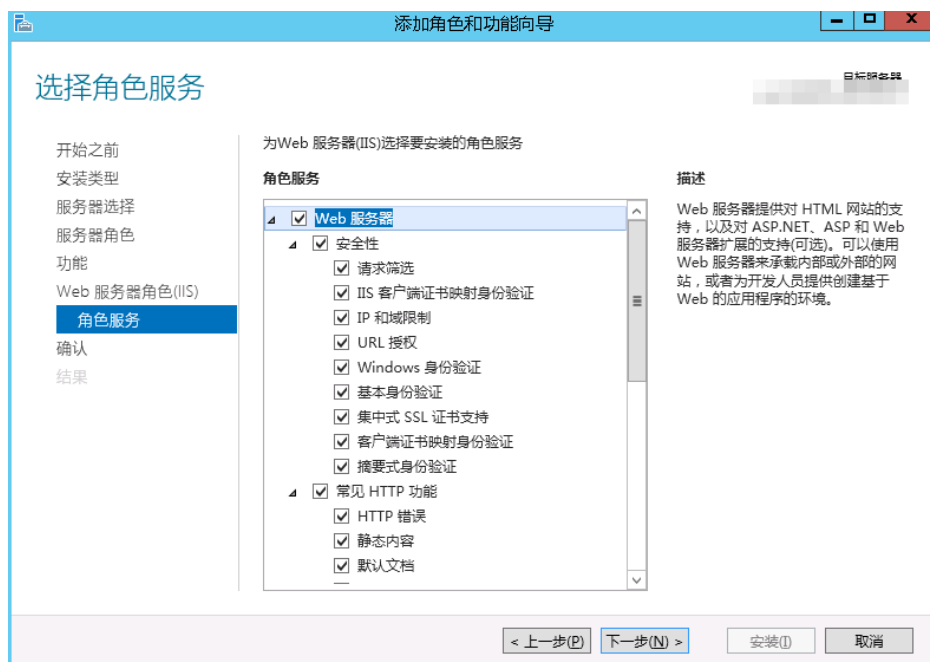 添加角色和功能向导
选择角色服务
目标服务器
开始之前
安装类型
服务器选择
服务器角色
功能
Web 服务器角色(IIS)
角色服务
确认
结果
为Web 服务器(IIS)选择要安装的角色服务
角色服务
Web 服务器
安全性
请求筛选
IIS 客户端证书映射身份验证
IP 和域限制
URL 授权
Windows 身份验证
基本身份验证
集中式 SSL 证书支持
客户端证书映射身份验证
摘要式身份验证
常见 HTTP 功能
HTTP 错误
静态内容
默认文档
描述
Web 服务器提供对 HTML 网站的支
持，以及对 ASP.NET、ASP 和 Web
服务器扩展的支持(可选)。可以使用
Web 服务器来承载内部或外部的网
站，或者为开发人员提供创建基于
Web 的应用程序的环境。
< 上一步(P)
下一步(N) >
安装(I)
取消